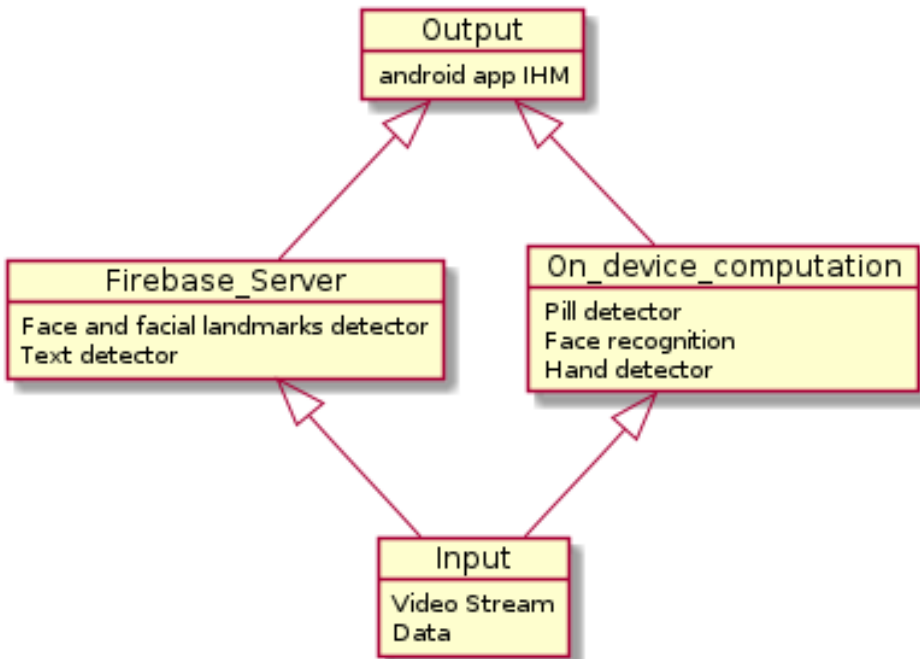 Output
android app IHM
Firebase_Server
Face and facial landmarks detector
Text detector
On_device_computation
Pill detector
Face recognition
Hand detector
Input
Video Stream
Data